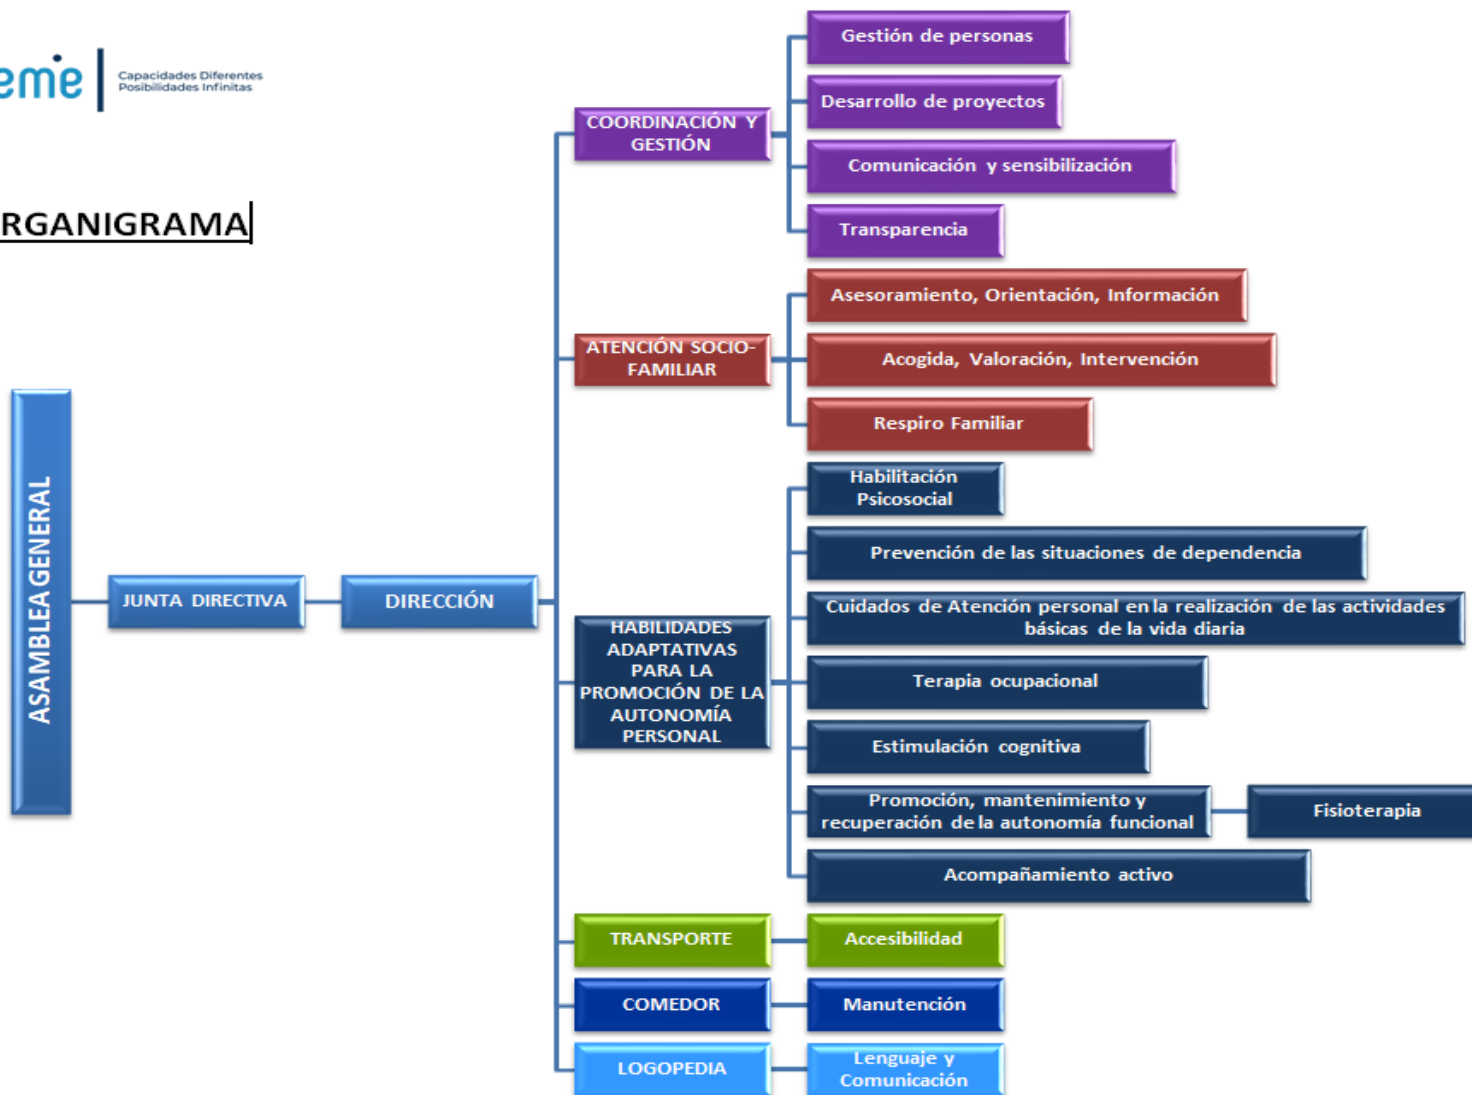 eme
Capacidades Diferentes
Posibilidades Infinitas
RGANIGRAMA
ASAMBLEA GENERAL
JUNTA DIRECTIVA
DIRECCIÓN
COORDINACIÓN Y
GESTIÓN
Gestión de personas
Desarrollo de proyectos
Comunicación y sensibilización
Transparencia
ATENCIÓN SOCIO-
FAMILIAR
Asesoramiento, Orientación, Información
Acogida, Valoración, Intervención
Respiro Familiar
HABILIDADES
ADAPTATIVAS
PARA LA
PROMOCIÓN DE LA
AUTONOMÍA
PERSONAL
Habilitación
Psicosocial
Prevención de las situaciones de dependencia
Cuidados de Atención personal en la realización de las actividades
básicas de la vida diaria
Terapia ocupacional
Estimulación cognitiva
Promoción, mantenimiento y
recuperación de la autonomía funcional
Fisioterapia
Acompañamiento activo
TRANSPORTE
Accesibilidad
COMEDOR
Manutención
LOGOPEDIA
Lenguaje y
Comunicación